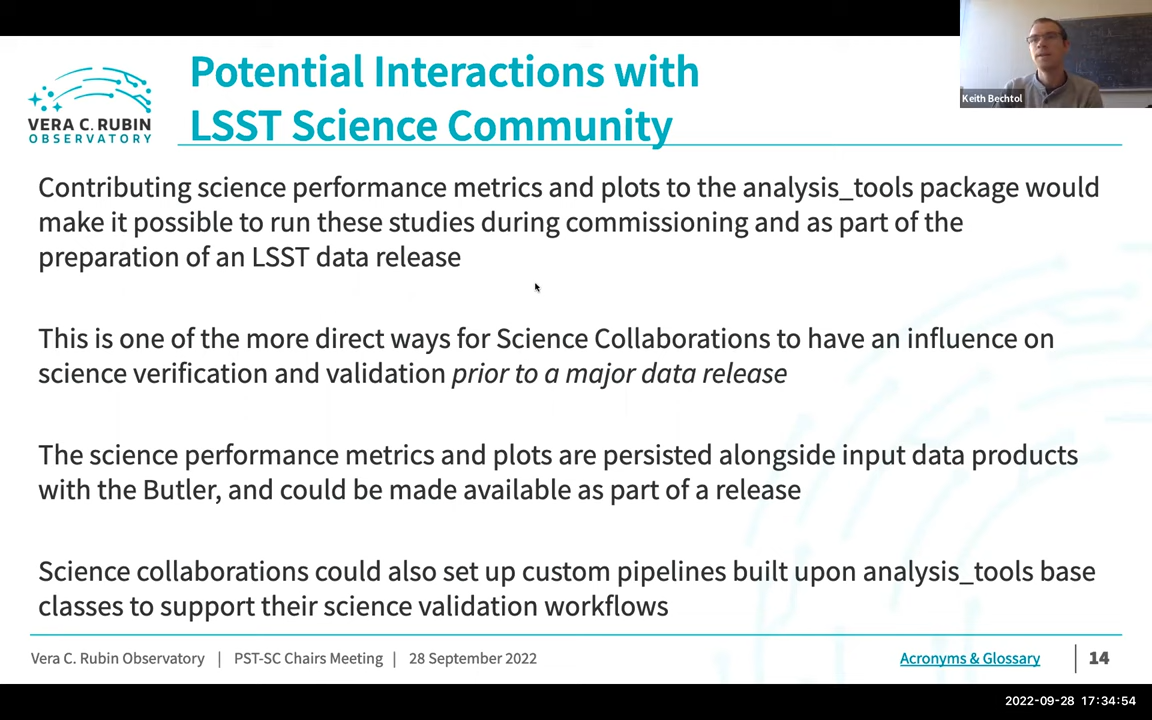 Potential Interactions with
LSST Science Community
VERA C. RUBIN
OBSERVATORY
Keith Bechtol
Contributing science performance metrics and plots to the analysis_tools package would
make it possible to run these studies during commissioning and as part of the
preparation of an LSST data release
This is one of the more direct ways for Science Collaborations to have an influence on
science verification and validation prior to a major data release
The science performance metrics and plots are persisted alongside input data products
with the Butler, and could be made available as part of a release
Science collaborations could also set up custom pipelines built upon analysis_tools base
classes to support their science validation workflows
Vera C. Rubin Observatory | PST-SC Chairs Meeting | 28 September 2022
Acronyms & Glossary | 14
2022-09-28 17:34:54